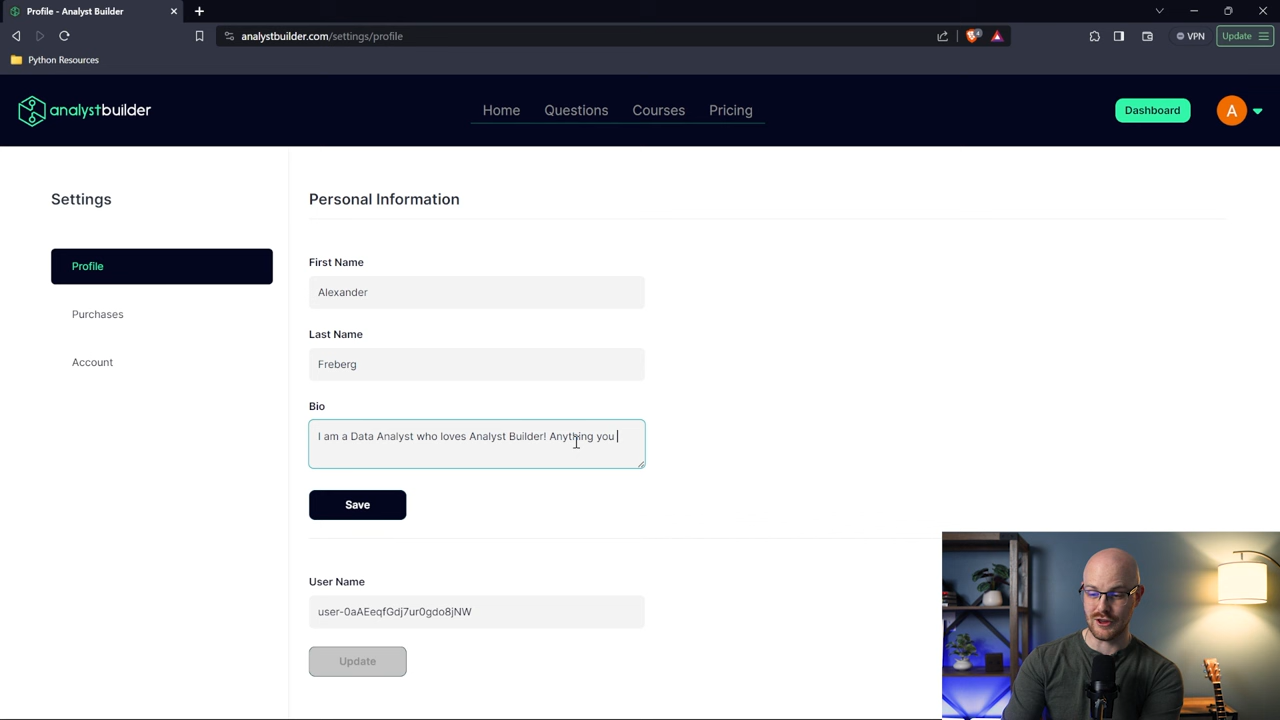 Profile - Analyst Builder
analystbuilder.com/settings/profile
4
VPN
Update
Python Resources
analystbuilder
Home
Questions
Courses
Pricing
Dashboard
A
Settings
Profile
Purchases
Account
Personal Information
First Name
Alexander
Last Name
Freberg
Bio
I am a Data Analyst who loves Analyst Builder! Anything you
Save
User Name
user-0aAEeqfGdj7ur0gdo8jNW
Update